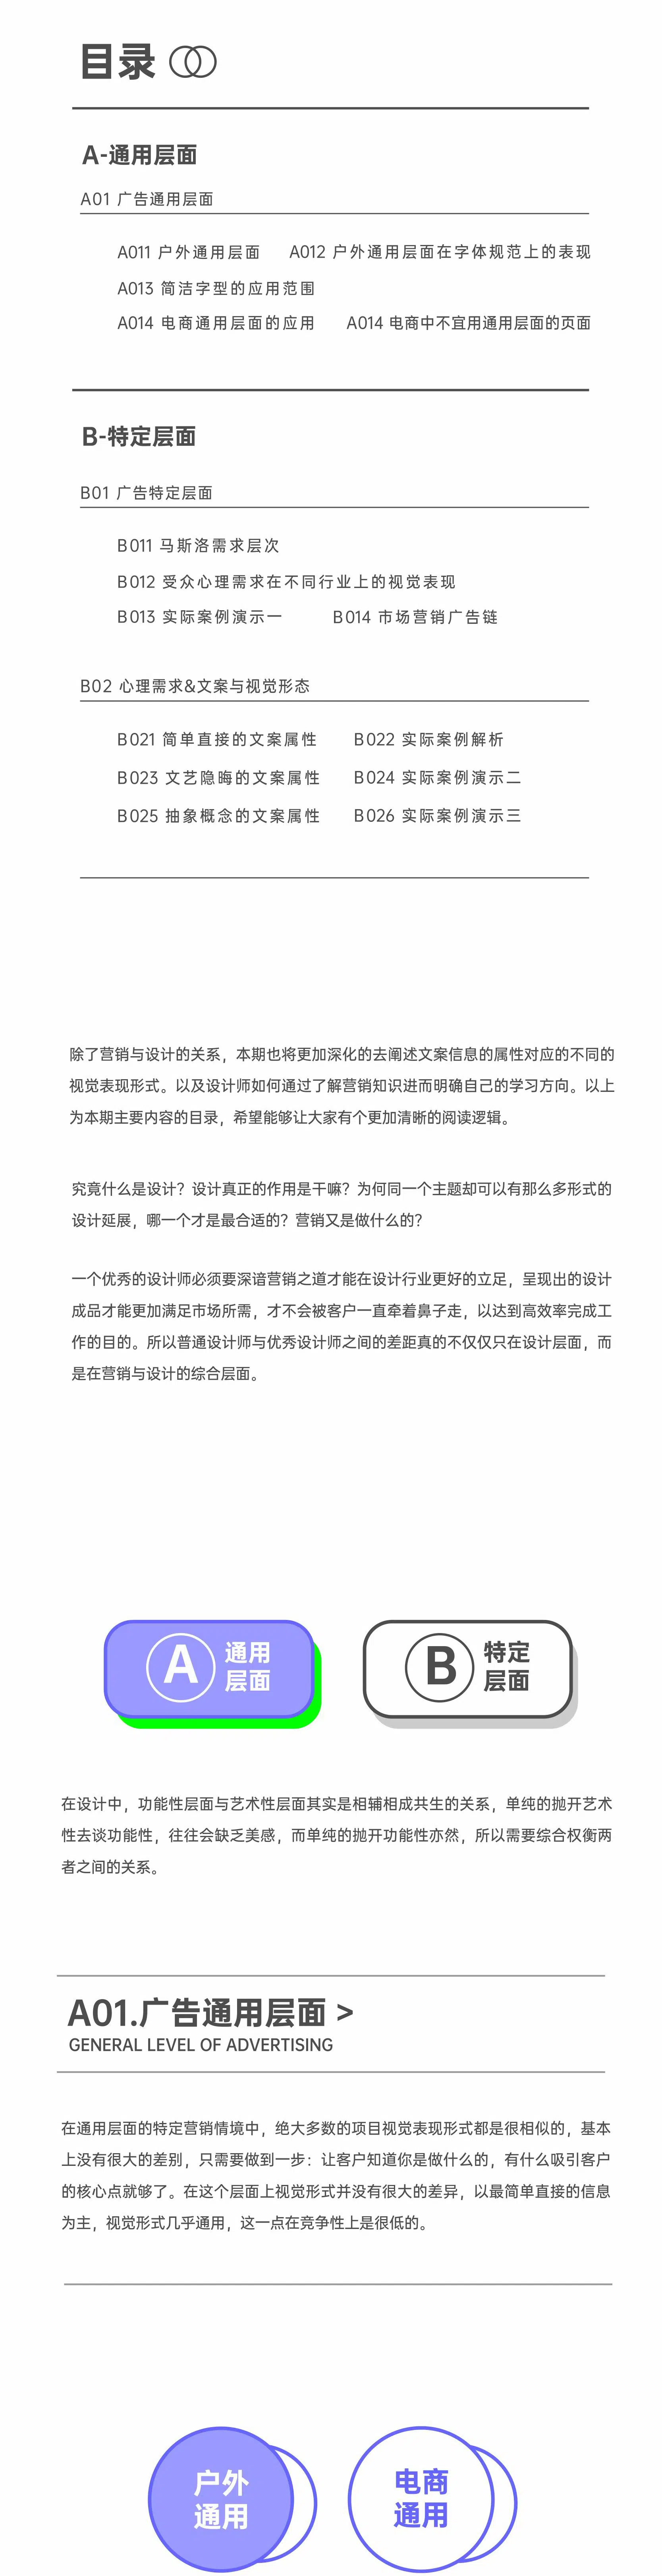 目录
A-通用层面
A01 广告通用层面
A011 户外通用层面 A012 户外通用层面在字体规范上的表现
A013 简洁字型的应用范围
A014 电商通用层面的应用 A014 电商中不宜用通用层面的页面
B-特定层面
B01 广告特定层面
B011 马斯洛需求层次
B012 受众心理需求在不同行业上的视觉表现
B013 实际案例演示一 B014 市场营销广告链
B02 心理需求&文案与视觉形态
B021 简单直接的文案属性 B022 实际案例解析
B023 文艺隐晦的文案属性 B024 实际案例演示二
B025 抽象概念的文案属性 B026 实际案例演示三
除了营销与设计的关系，本期也将更加深化的去阐述文案信息的属性对应的不同的
视觉表现形式。以及设计师如何通过了解营销知识进而明确自己的学习方向。以上
为本期主要内容的目录，希望能够让大家有个更加清晰的阅读逻辑。
究竟什么是设计？设计真正的作用是干嘛？为何同一个主题却可以有那么多形式的
设计延展，哪一个才是最合适的？营销又是做什么的？
一个优秀的设计师必须要深谙营销之道才能在设计行业更好的立足，呈现出的设计
成品才能更加满足市场所需，才不会被客户一直牵着鼻子走，以达到高效率完成工
作的目的。所以普通设计师与优秀设计师之间的差距真的不仅仅只在设计层面，而
是在营销与设计的综合层面。
A 通用层面
B 特定层面
在设计中，功能性层面与艺术性层面其实是相辅相成共生的关系，单纯的抛开艺术
性去谈功能性，往往会缺乏美感，而单纯的抛开功能性亦然，所以需要综合权衡两
者之间的关系。
A01.广告通用层面 >
GENERAL LEVEL OF ADVERTISING
在通用层面的特定营销情境中，绝大多数的项目视觉表现形式都是很相似的，基本
上没有很大的差别，只需要做到一步：让客户知道你是做什么的，有什么吸引客户
的核心点就够了。在这个层面上视觉形式并没有很大的差异，以最简单直接的信息
为主，视觉形式几乎通用，这一点在竞争性上是很低的。
户外
通用
电商
通用